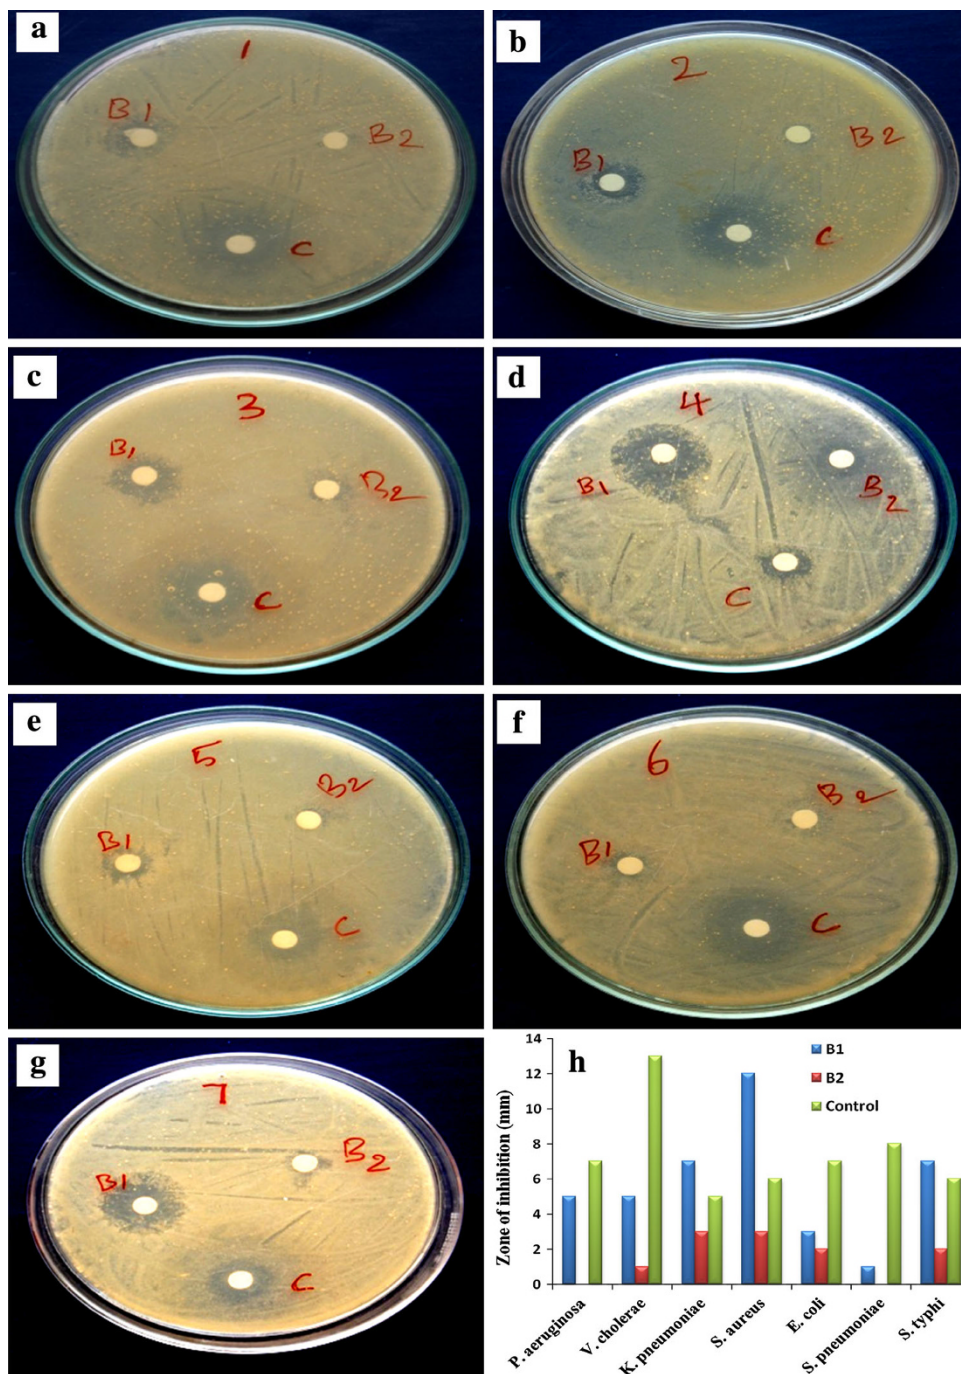 a
1
B1
B2
C
b
2
B1
B2
C
c
3
B1
B2
C
d
4
B1
B2
C
e
5
B1
B2
C
f
6
B1
B2
C
g
7
B1
B2
C
h
14
12
10
8
6
4
2
0
Zone of inhibition (mm)
B1
B2
Control
P. aeruginosa
V. cholerae
K. pneumoniae
S. aureus
E. coli
S. pneumoniae
S. typhi